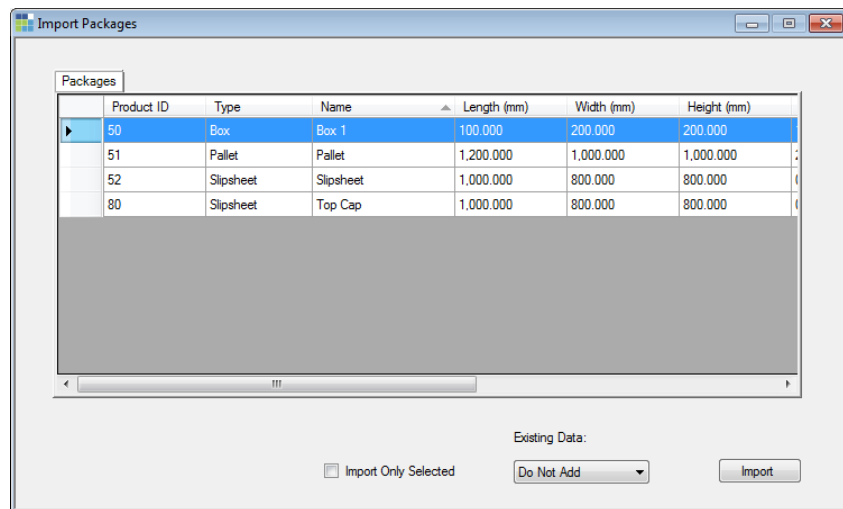 Import Packages
Packages
Product ID Type Name Length (mm) Width (mm) Height (mm)
50 Box Box 1 100.000 200.000 200.000
51 Pallet Pallet 1,200.000 1,000.000 1,000.000
52 Slipsheet Slipsheet 1,000.000 800.000 800.000
80 Slipsheet Top Cap 1,000.000 800.000 800.000
Existing Data:
Import Only Selected Do Not Add Import